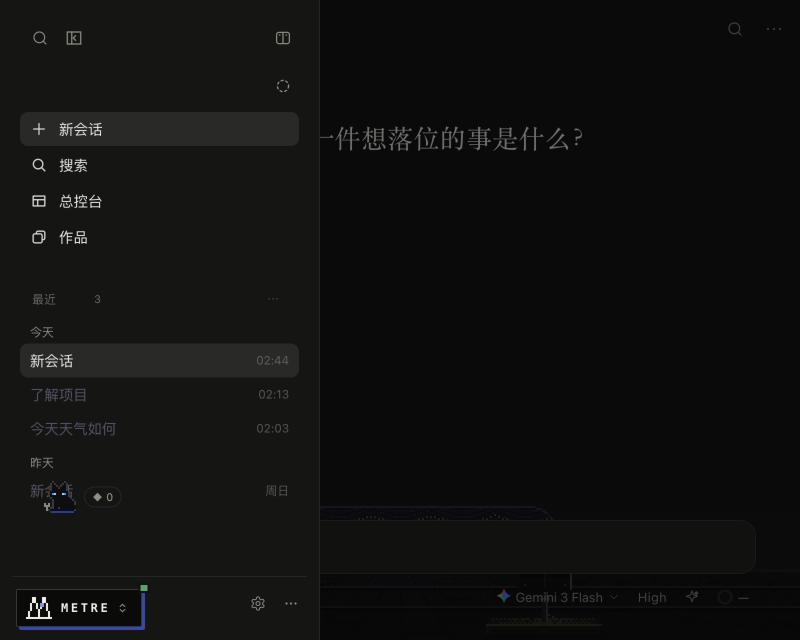 新会话
一件想落位的事是什么?
搜索
总控台
作品
最近 3
今天
新会话 02:44
了解项目 02:13
今天天气如何 02:03
昨天
周日
0
Gemini 3 Flash High
METRE